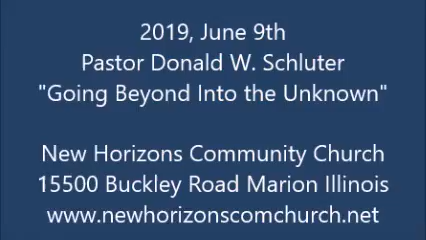 2019, June 9th
Pastor Donald W. Schluter
"Going Beyond Into the Unknown"
New Horizons Community Church
15500 Buckley Road Marion Illinois
www.newhorizonscomchurch.net